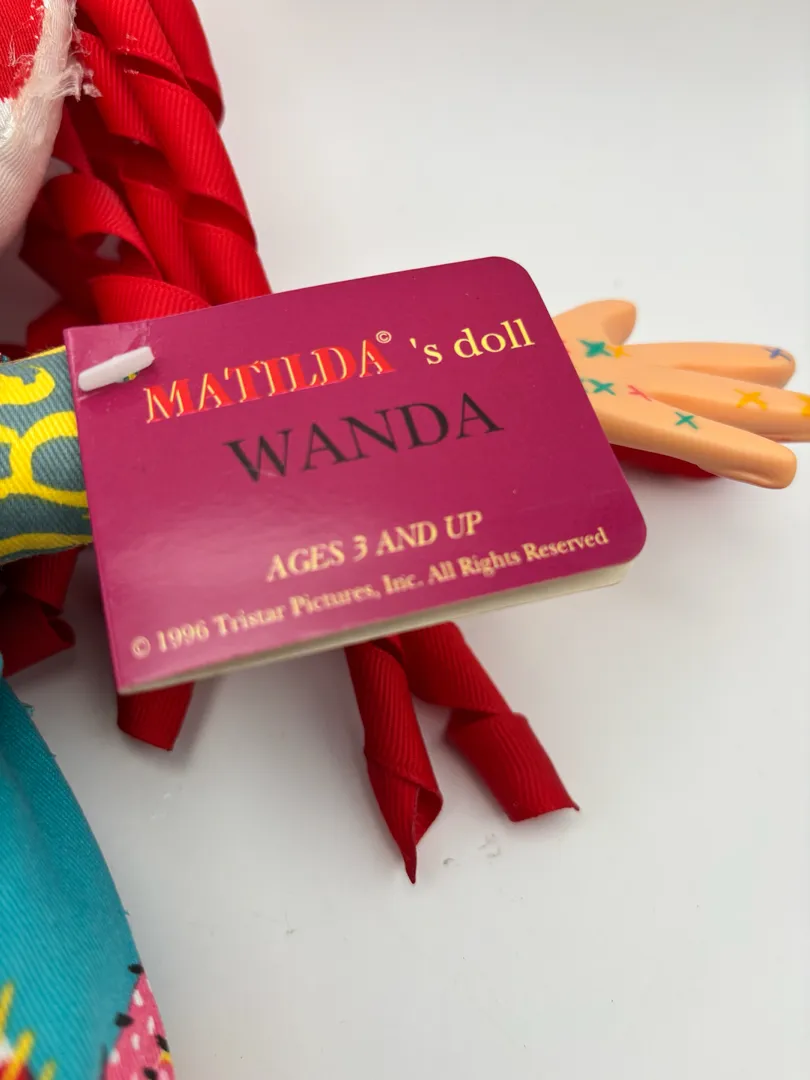 MATILDA© 's doll
WANDA
AGES 3 AND UP
© 1996 Tristar Pictures, Inc. All Rights Reserved